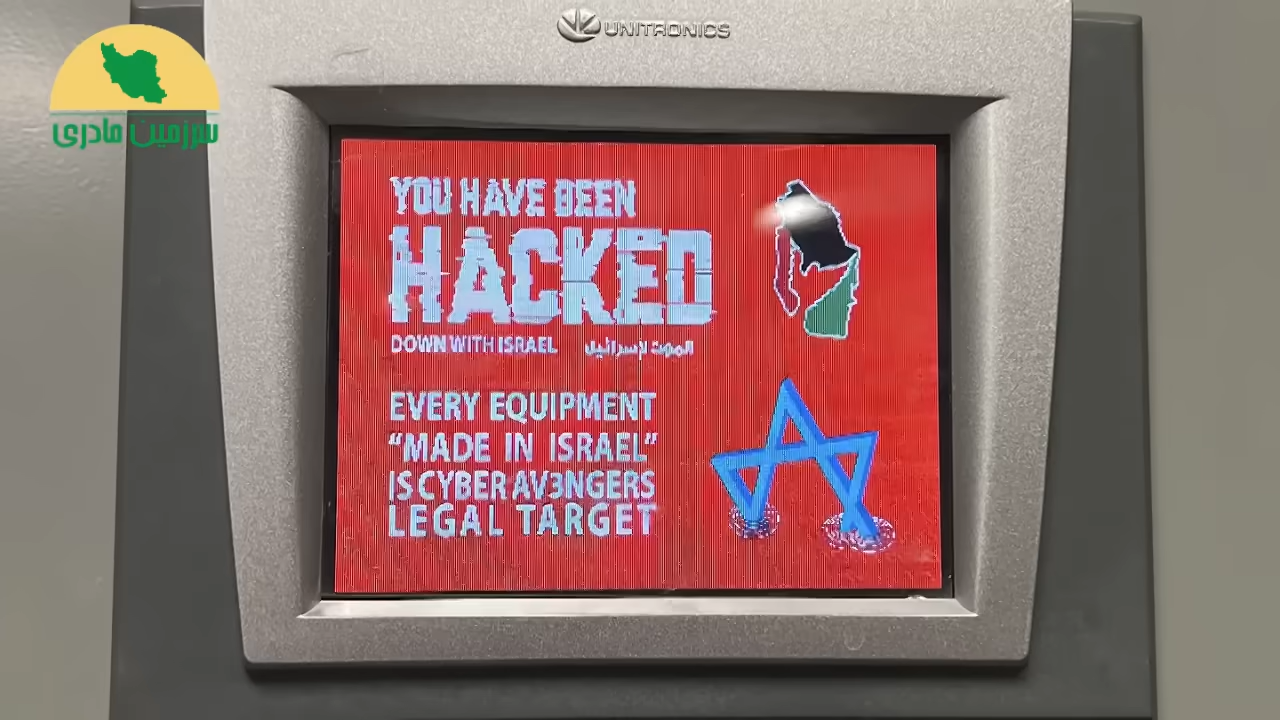 UNITRONICS
سرزمین مادری
YOU HAVE BEEN
HACKED
DOWN WITH ISRAEL الموت لإسرائيل
EVERY EQUIPMENT
“MADE IN ISRAEL”
IS CYBER AV3NGERS
LEGAL TARGET